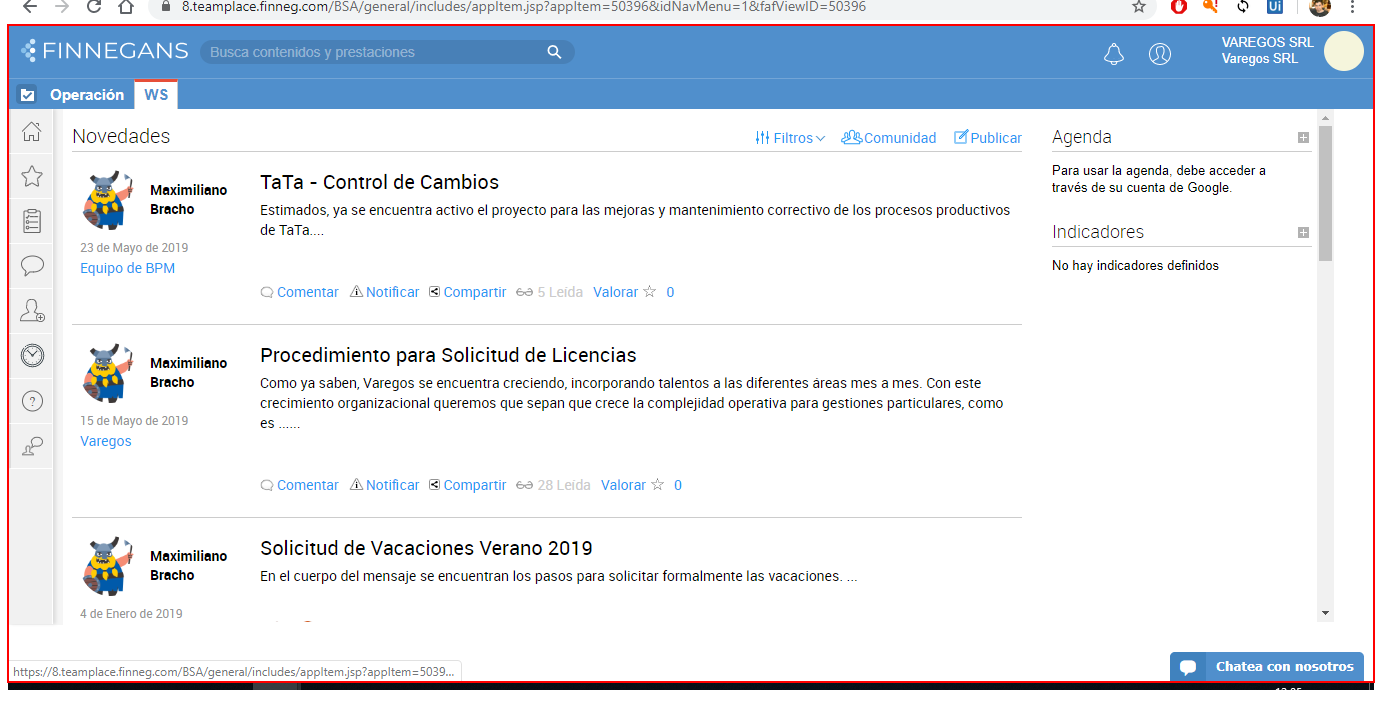 8.teamplace.finneg.com/BSA/general/includes/appItem.jsp?appItem=50396&idNavMenu=1&fafViewID=50396
Ui
FINNEGANS
Busca contenidos y prestaciones
VAREGOS SRL
Varegos SRL
Operación
WS
Novedades
Filtros
Comunidad
Publicar
Maximiliano
Bracho
23 de Mayo de 2019
Equipo de BPM
TaTa - Control de Cambios
Estimados, ya se encuentra activo el proyecto para las mejoras y mantenimiento correctivo de los procesos productivos
de TaTa....
Comentar Notificar Compartir 5 Leída Valorar 0
Maximiliano
Bracho
15 de Mayo de 2019
Varegos
Procedimiento para Solicitud de Licencias
Como ya saben, Varegos se encuentra creciendo, incorporando talentos a las diferentes áreas mes a mes. Con este
crecimiento organizacional queremos que sepan que crece la complejidad operativa para gestiones particulares, como
es ......
Comentar Notificar Compartir 28 Leída Valorar 0
Maximiliano
Bracho
4 de Enero de 2019
Solicitud de Vacaciones Verano 2019
En el cuerpo del mensaje se encuentran los pasos para solicitar formalmente las vacaciones. ...
Agenda
Para usar la agenda, debe acceder a
través de su cuenta de Google.
Indicadores
No hay indicadores definidos
https://8.teamplace.finneg.com/BSA/general/includes/appItem.jsp?appItem=5039...
Chatea con nosotros